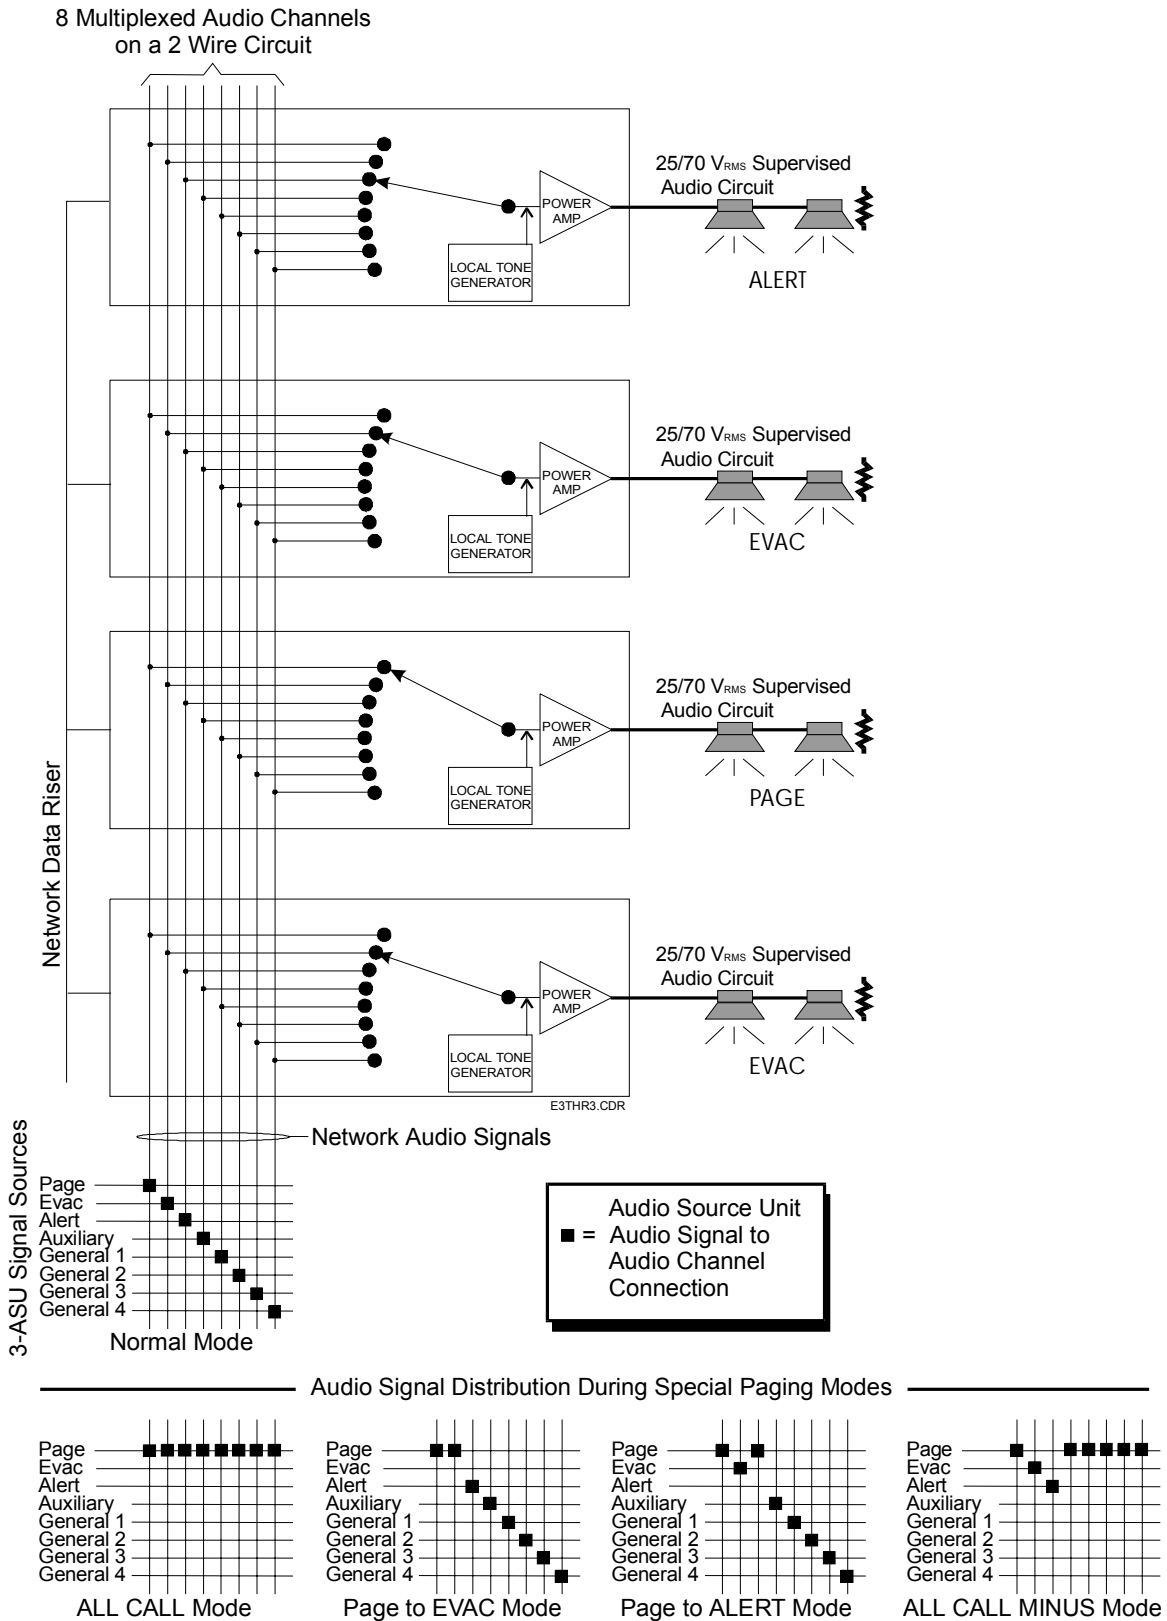 8 Multiplexed Audio Channels
on a 2 Wire Circuit
25/70 VRMS Supervised
Audio Circuit
POWER
AMP
LOCAL TONE
GENERATOR
ALERT
25/70 VRMS Supervised
Audio Circuit
POWER
AMP
LOCAL TONE
GENERATOR
EVAC
25/70 VRMS Supervised
Audio Circuit
POWER
AMP
LOCAL TONE
GENERATOR
PAGE
Network Data Riser
25/70 VRMS Supervised
Audio Circuit
POWER
AMP
LOCAL TONE
GENERATOR
EVAC
E3THR3.CDR
Network Audio Signals
3-ASU Signal Sources
Page
Evac
Alert
Auxiliary
General 1
General 2
General 3
General 4
Normal Mode
Audio Source Unit
= Audio Signal to
Audio Channel
Connection
Audio Signal Distribution During Special Paging Modes
Page
Evac
Alert
Auxiliary
General 1
General 2
General 3
General 4
ALL CALL Mode
Page
Evac
Alert
Auxiliary
General 1
General 2
General 3
General 4
Page to EVAC Mode
Page
Evac
Alert
Auxiliary
General 1
General 2
General 3
General 4
Page to ALERT Mode
Page
Evac
Alert
Auxiliary
General 1
General 2
General 3
General 4
ALL CALL MINUS Mode